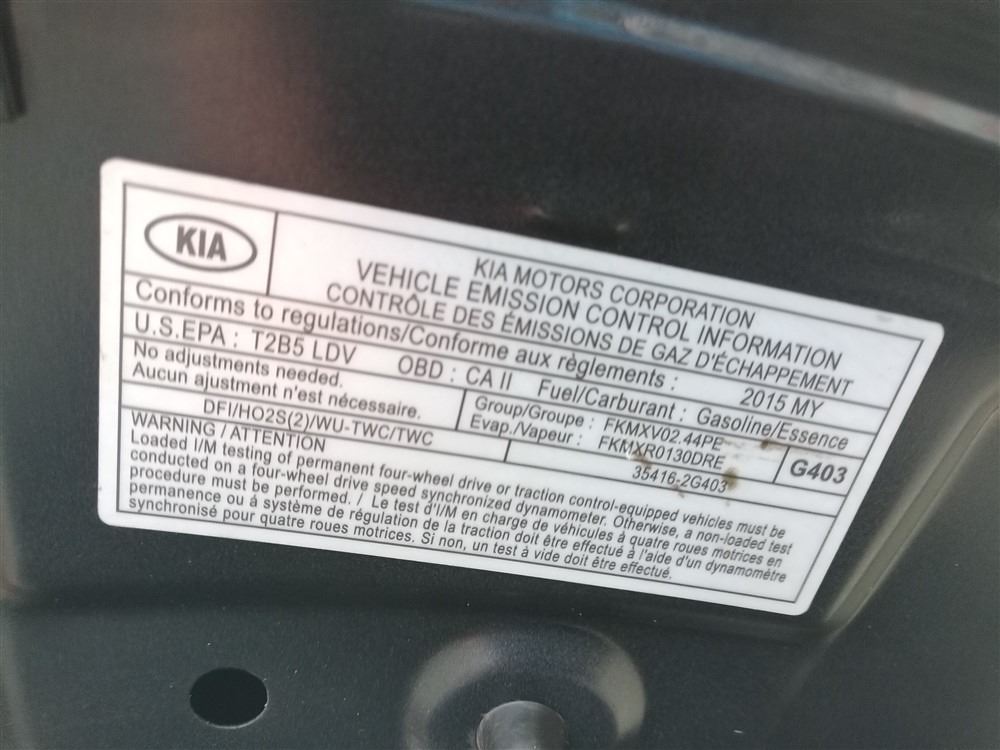 KIA
KIA MOTORS CORPORATION
VEHICLE EMISSION CONTROL INFORMATION
CONTRÔLE DES ÉMISSIONS DE GAZ D'ÉCHAPPEMENT
Conforms to regulations/Conforme aux règlements : 2015 MY
U.S.EPA : T2B5 LDV OBD : CA II Fuel/Carburant : Gasoline/Essence
No adjustments needed.
Aucun ajustment n'est nécessaire.
Group/Groupe : FKMXV02.44PE
Evap./Vapeur : FKMXR0130DRE
G403
DFI/HO2S(2)/WU-TWC/TWC
35416-2G403
WARNING / ATTENTION
Loaded I/M testing of permanent four-wheel drive or traction control-equipped vehicles must be
conducted on a four-wheel drive speed synchronized dynamometer. Otherwise, a non-loaded test
procedure must be performed. / Le test d'I/M en charge de véhicules à quatre roues motrices en
permanence ou á système de régulation de la traction doit être effectué à l'aide d'un dynamomètre
synchronisé pour quatre roues motrices. Si non, un test à vide doit être effectué.